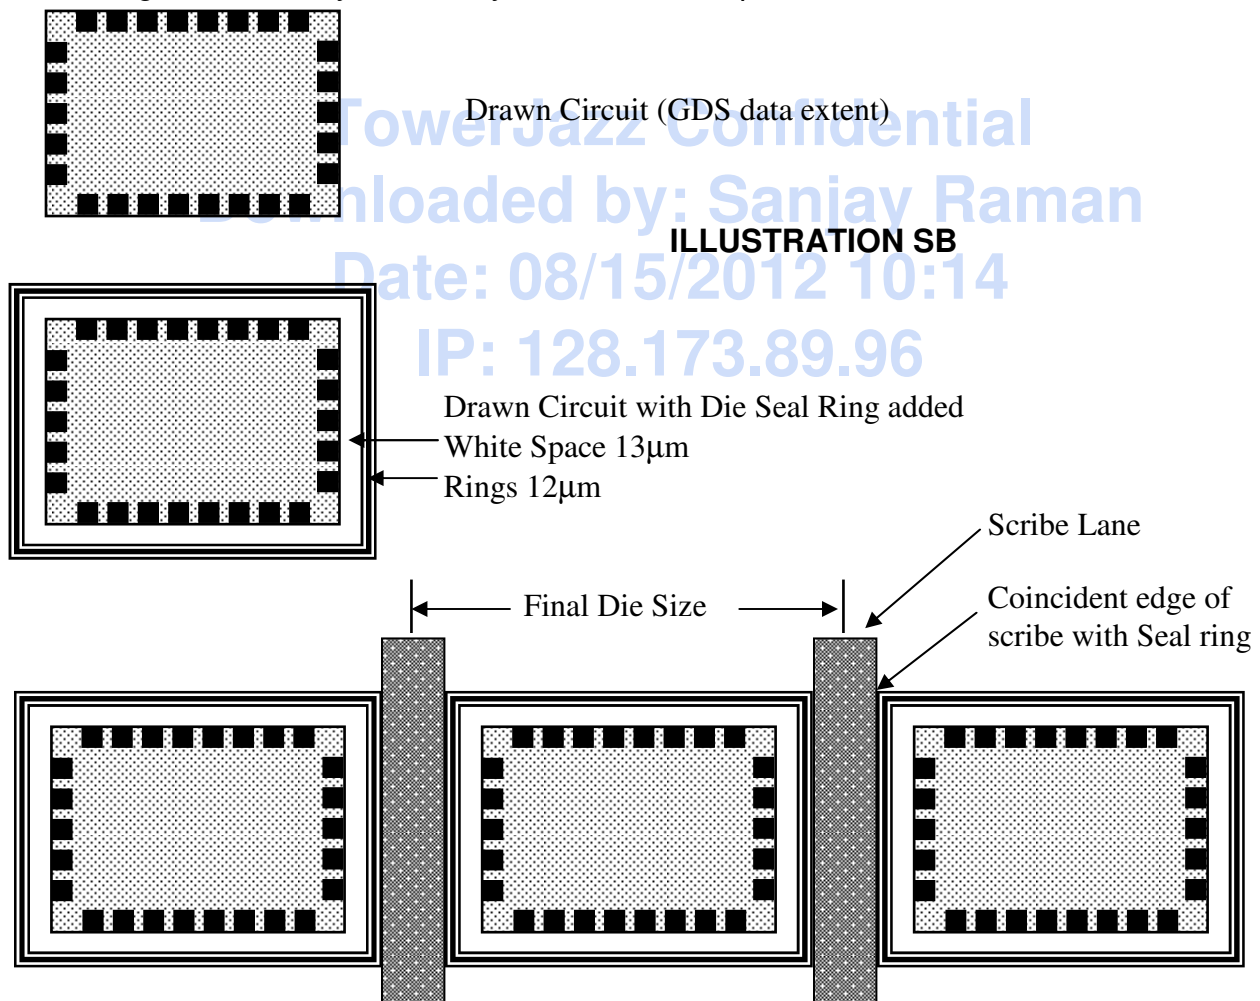 Drawn Circuit (GDS data extent)
TowerJazz Confidential
Downloaded by: Sanjay Raman
ILLUSTRATION SB
Date: 08/15/2012 10:14
IP: 128.173.89.96
Drawn Circuit with Die Seal Ring added
White Space 13μm
Rings 12μm
Scribe Lane
Final Die Size
Coincident edge of
scribe with Seal ring